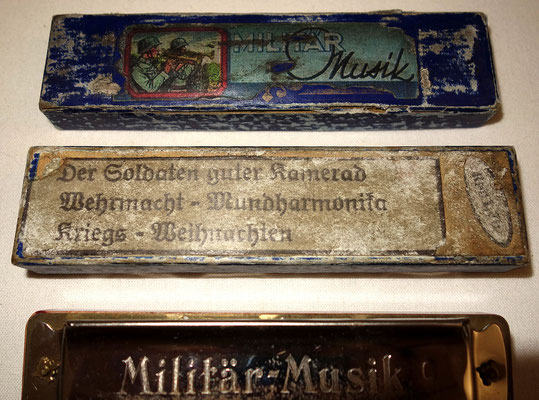 MILITÄR
Musik
Der Soldaten guter Kamerad
Wehrmacht - Mundharmonika
Kriegs - Weihnachten
Militär-Musik